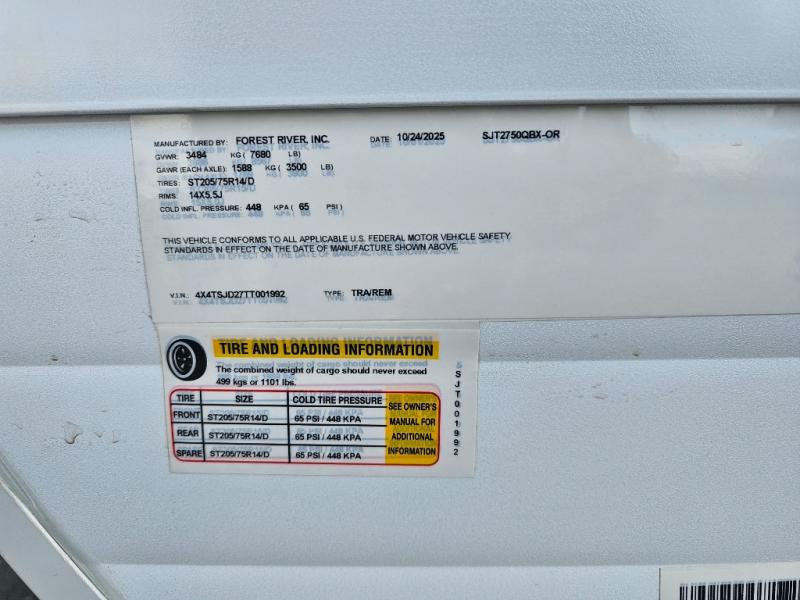 MANUFACTURED BY: FOREST RIVER, INC. DATE: 10/24/2025 SJT2750QBX-OR
GVWR: 3484 KG ( 7680 LB)
GAWR (EACH AXLE): 1588 KG ( 3500 LB)
TIRES: ST205/75R14/D
RIMS: 14X5.5J
COLD INFL. PRESSURE: 448 KPA ( 65 PSI )
THIS VEHICLE CONFORMS TO ALL APPLICABLE U.S. FEDERAL MOTOR VEHICLE SAFETY
STANDARDS IN EFFECT ON THE DATE OF MANUFACTURE SHOWN ABOVE.
V.I.N.: 4X4TSJD27TT001992 TYPE: TRA/REM
TIRE AND LOADING INFORMATION
The combined weight of cargo should never exceed
499 kgs or 1101 lbs.
TIRE SIZE COLD TIRE PRESSURE
FRONT ST205/75R14/D 65 PSI / 448 KPA
REAR ST205/75R14/D 65 PSI / 448 KPA
SPARE ST205/75R14/D 65 PSI / 448 KPA
SEE OWNER'S
MANUAL FOR
ADDITIONAL
INFORMATION
5SJT001992